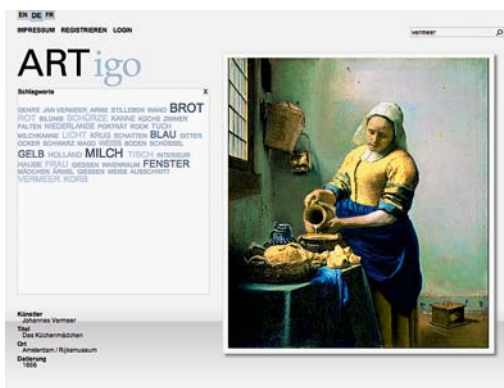 EN DE FR
IMPRESSUM REGISTRIEREN LOGIN
vermeer
ARTigo
Schlagworte X
GENRE JAN VERMEER ARME STILLEBEN WAND BROT
ROT BILDNIS SCHÜRZE KANNE KÜCHE ZIMMER
FALTEN NIEDERLANDE PORTRÄT ROCK TUCH
MILCHKANNE LICHT KRUG SCHATTEN BLAU GITTER
OCKER SCHWARZ MAGD WEISS BODEN SCHÜSSEL
GELB HOLLAND MILCH TISCH INTERIEUR
HAUBE FRAU GIESSEN INNENRAUM FENSTER
MÄDCHEN ÄRMEL GIESSEN WEISS AUSSCHNITT
VERMEER KORB
Künstler
Johannes Vermeer
Titel
Das Küchenmädchen
Ort
Amsterdam / Rijksmuseum
Datierung
1658